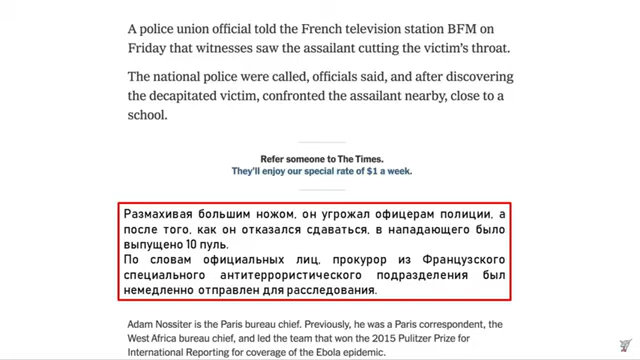 A police union official told the French television station BFM on
Friday that witnesses saw the assailant cutting the victim's throat.
The national police were called, officials said, and after discovering
the decapitated victim, confronted the assailant nearby, close to a
school.
Refer someone to The Times.
They'll enjoy our special rate of $1 a week.
Размахивая большим ножом, он угрожал офицерам полиции, а
после того, как он отказался сдаваться, в нападающего было
выпущено 10 пуль.
По словам официальных лиц, прокурор из Французского
специального антитеррористического подразделения был
немедленно отправлен для расследования.
Adam Nossiter is the Paris bureau chief. Previously, he was a Paris correspondent, the
West Africa bureau chief, and led the team that won the 2015 Pulitzer Prize for
International Reporting for coverage of the Ebola epidemic.